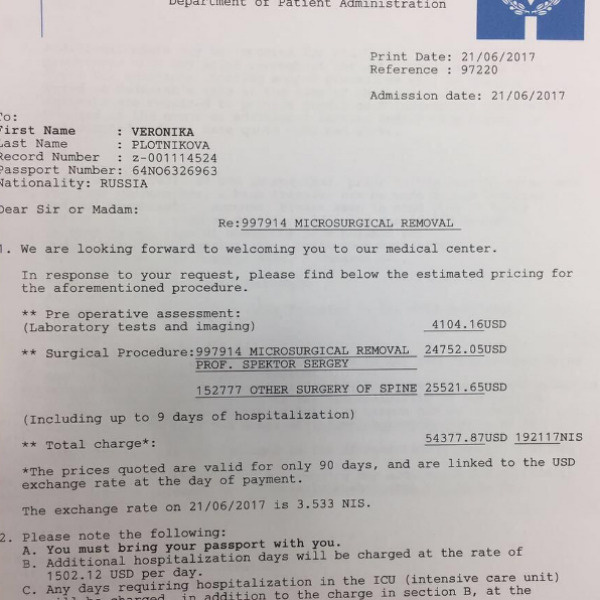 Department of Patient Administration
Print Date: 21/06/2017
Reference : 97220
Admission date: 21/06/2017
To:
First Name : VERONIKA
Last Name : PLOTNIKOVA
Record Number : z-001114524
Passport Number: 64NO6326963
Nationality: RUSSIA
Dear Sir or Madam:
Re:997914 MICROSURGICAL REMOVAL
1. We are looking forward to welcoming you to our medical center.
In response to your request, please find below the estimated pricing for
the aforementioned procedure.
** Pre operative assessment:
(Laboratory tests and imaging) 4104.16USD
** Surgical Procedure:997914 MICROSURGICAL REMOVAL 24752.05USD
PROF. SPEKTOR SERGEY
152777 OTHER SURGERY OF SPINE 25521.65USD
(Including up to 9 days of hospitalization)
** Total charge*: 54377.87USD 192117NIS
*The prices quoted are valid for only 90 days, and are linked to the USD
exchange rate at the day of payment.
The exchange rate on 21/06/2017 is 3.533 NIS.
2. Please note the following:
A. You must bring your passport with you.
B. Additional hospitalization days will be charged at the rate of
1502.12 USD per day.
C. Any days requiring hospitalization in the ICU (intensive care unit)
will be charged, in addition to the charge in section B, at the